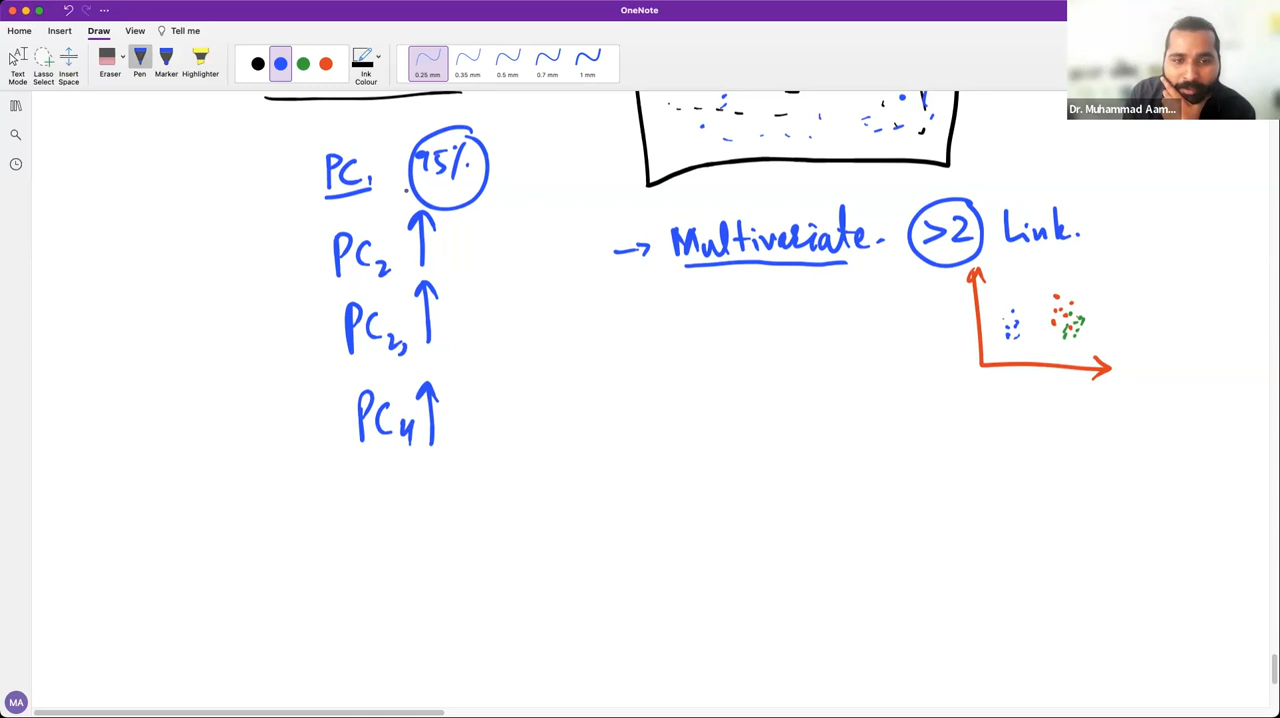 OneNote
Home Insert Draw View Tell me
Text Mode
Lasso Select
Insert Space
Eraser
Pen
Marker
Highlighter
Ink Colour
0.25 mm
0.35 mm
0.5 mm
0.7 mm
1 mm
Dr. Muhammad Aam...
PC1 95%
PC2
PC2,
PC4
→ Multivariate. >2 Link.
MA